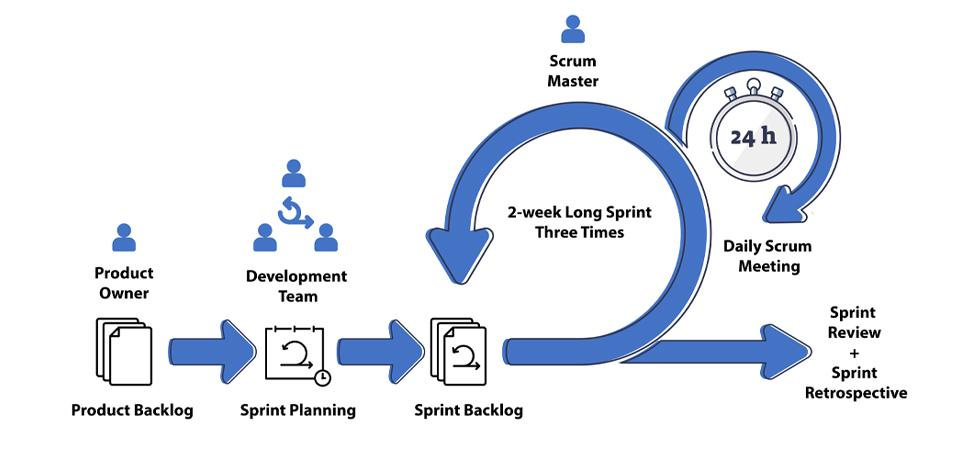 Scrum
Master
24 h
2-week Long Sprint
Three Times
Daily Scrum
Meeting
Product
Owner
Development
Team
Sprint
Review
+
Sprint
Retrospective
Product Backlog
Sprint Planning
Sprint Backlog